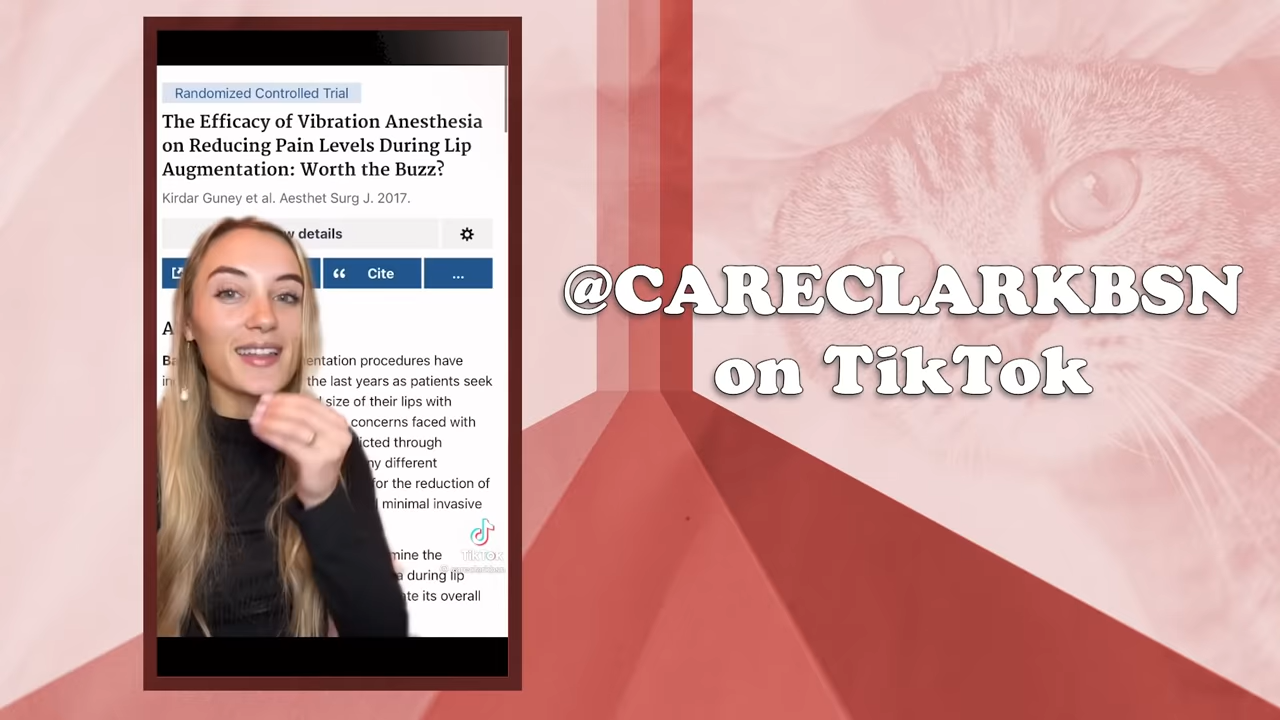 Randomized Controlled Trial
The Efficacy of Vibration Anesthesia
on Reducing Pain Levels During Lip
Augmentation: Worth the Buzz?
Kirdar Guney et al. Aesthet Surg J. 2017.
details
Cite
...
A
Ba entation procedures have
the last years as patients seek
size of their lips with
concerns faced with
icted through
ny different
for the reduction of
minimal invasive
mine the
during lip
te its overall
TikTok
@careclarkbsn
@CARECLARKBSN
on TikTok